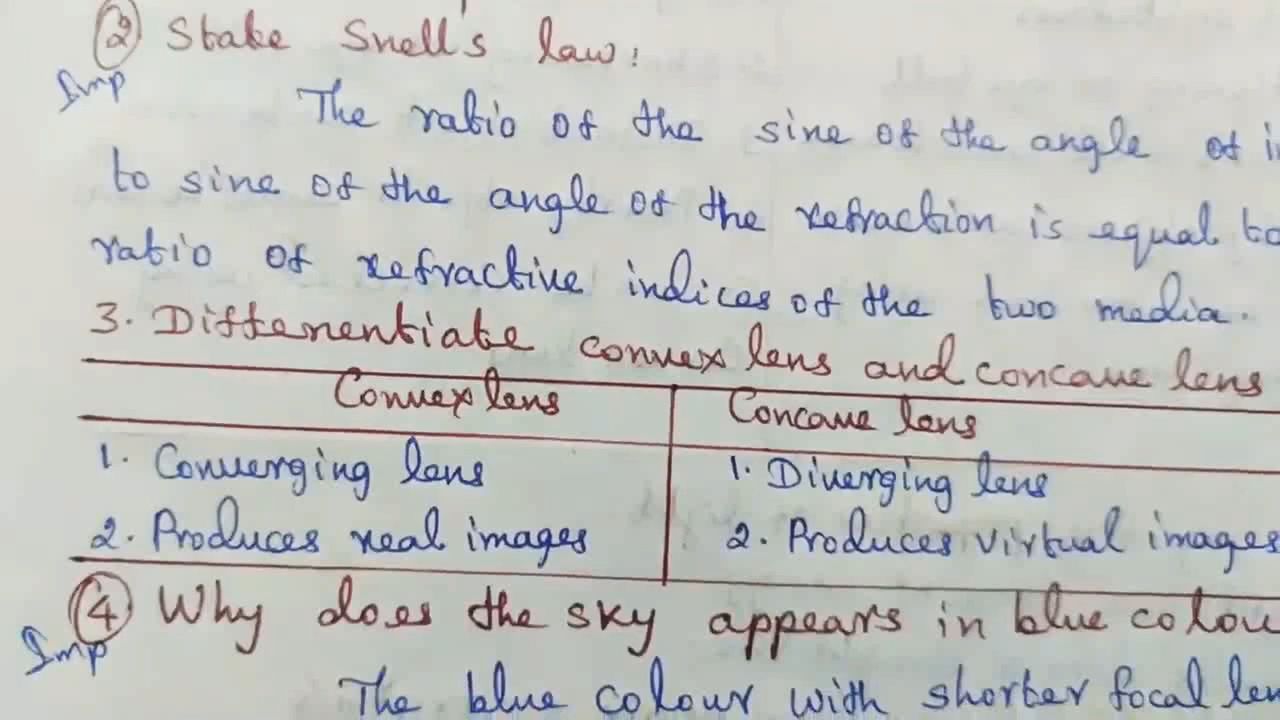 ② State Snell's law:
Imp
The ratio of the sine of the angle of
to sine of the angle of the refraction is equal to
ratio of refractive indices of the two media.
3. Differentiate convex lens and concave lens
Convex lens
Concave lens
1. Converging lens
1. Diverging lens
2. Produces real images
2. Produces virtual images
④ Why does the sky appears in blue
Imp
The blue colour with shorter focal